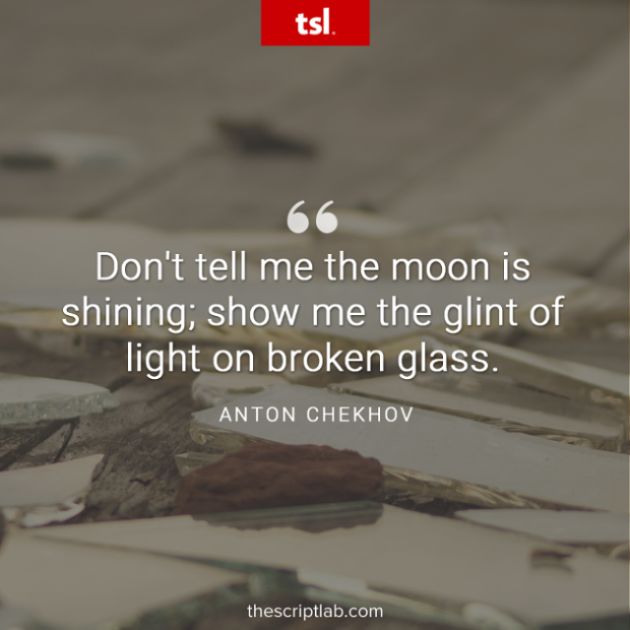 tsl.
“
Don't tell me the moon is
shining; show me the glint of
light on broken glass.
ANTON CHEKHOV
thescriptlab.com